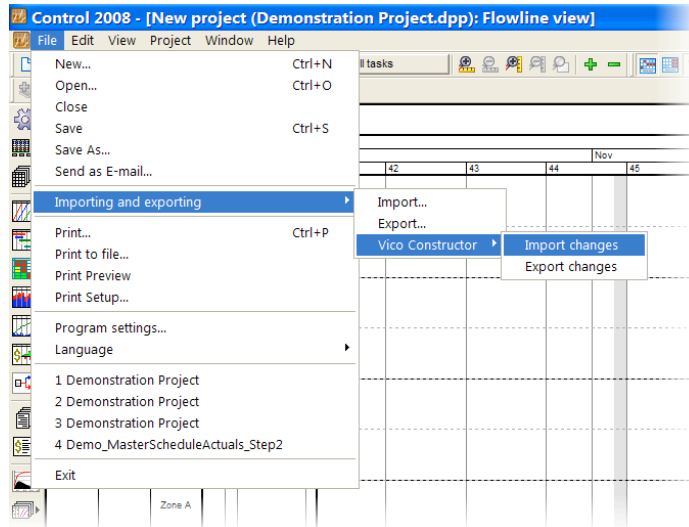 Control 2008 - [New project (Demonstration Project.dpp): Flowline view]
File Edit View Project Window Help
New... Ctrl+N
ll tasks
Open... Ctrl+O
Close
Save Ctrl+S
Save As...
Nov
Send as E-mail...
42 43 44 45
Importing and exporting
Import...
Export...
Print... Ctrl+P
Vico Constructor
Import changes
Print to file...
Export changes
Print Preview
Print Setup...
Program settings...
Language
1 Demonstration Project
2 Demonstration Project
3 Demonstration Project
4 Demo_MasterScheduleActuals_Step2
Exit
Zone A